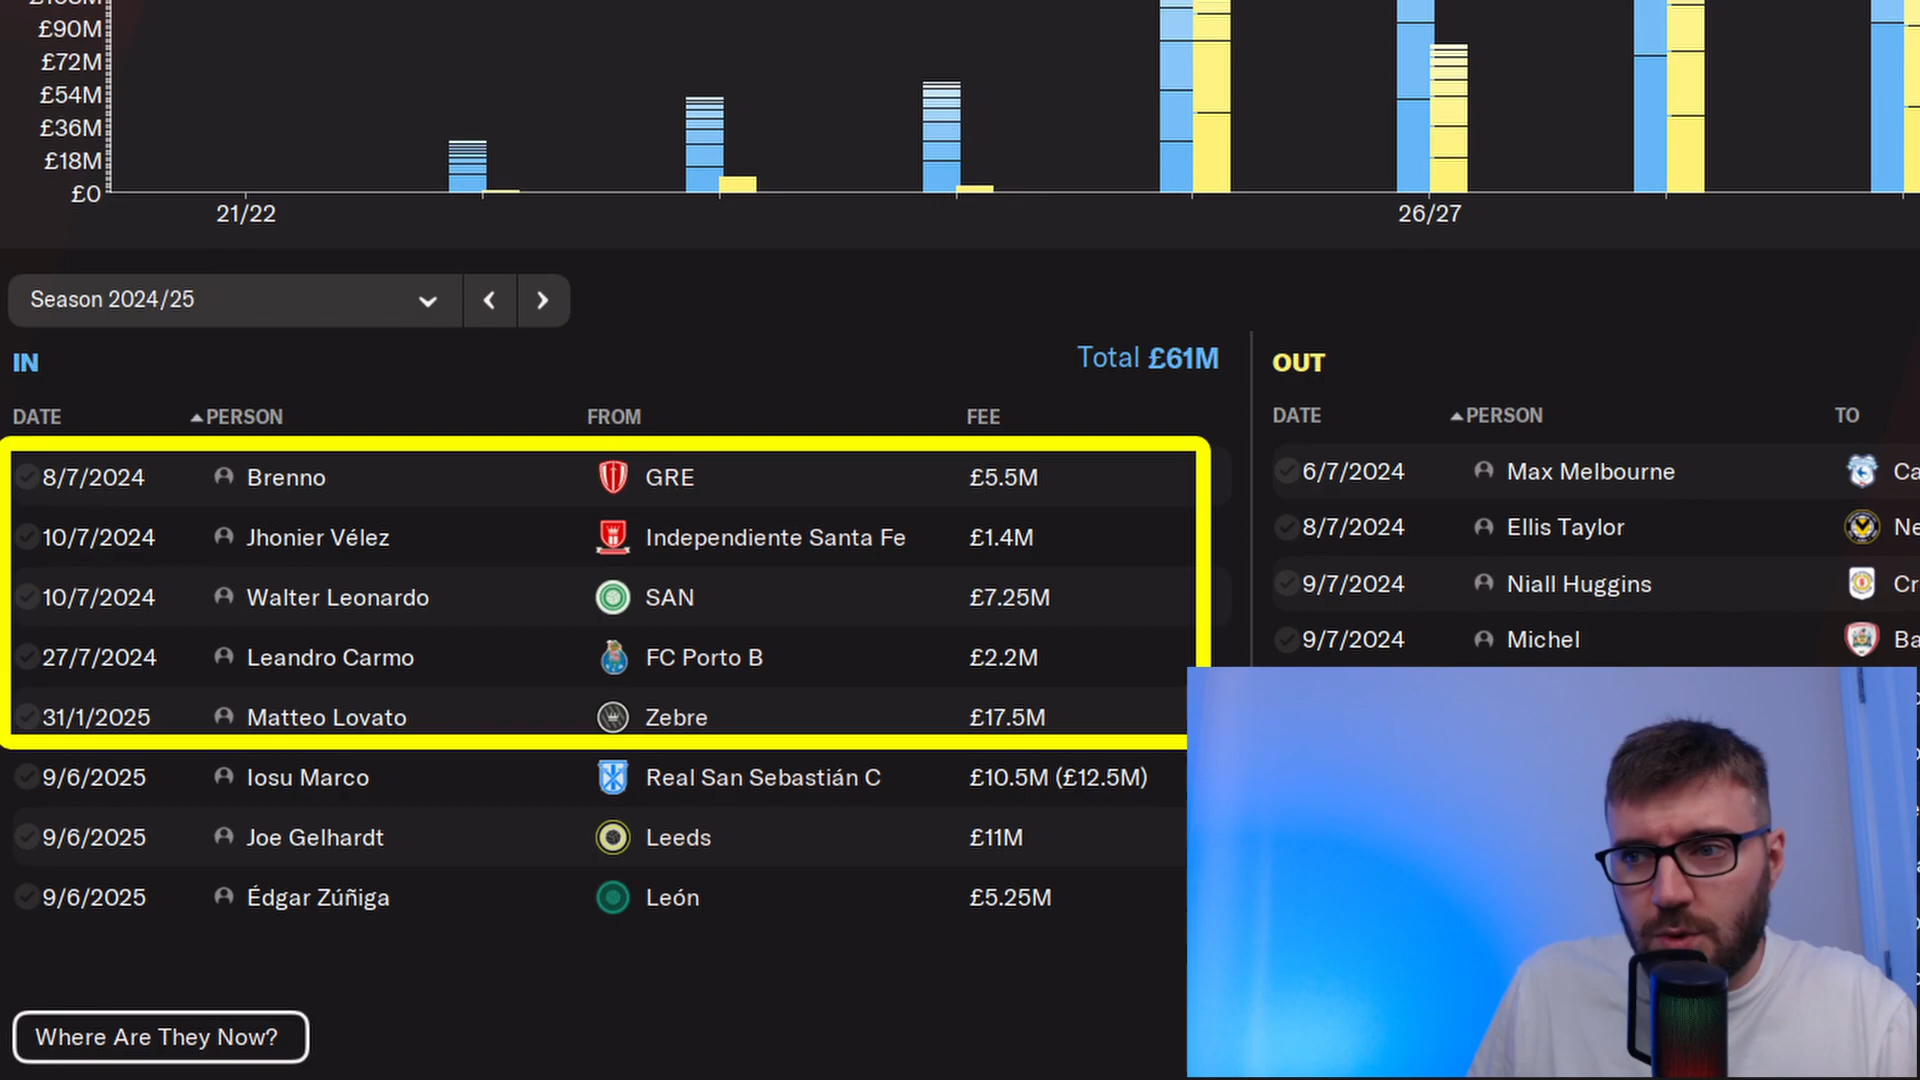 £90M
£72M
£54M
£36M
£18M
£0
21/22
26/27
Season 2024/25
IN
Total £61M
DATE PERSON FROM FEE
8/7/2024 Brenno GRE £5.5M
10/7/2024 Jhonier Vélez Independiente Santa Fe £1.4M
10/7/2024 Walter Leonardo SAN £7.25M
27/7/2024 Leandro Carmo FC Porto B £2.2M
31/1/2025 Matteo Lovato Zebre £17.5M
9/6/2025 Iosu Marco Real San Sebastián C £10.5M (£12.5M)
9/6/2025 Joe Gelhardt Leeds £11M
9/6/2025 Édgar Zúñiga León £5.25M
Where Are They Now?
OUT
DATE PERSON TO
6/7/2024 Max Melbourne Ca
8/7/2024 Ellis Taylor Ne
9/7/2024 Niall Huggins Cr
9/7/2024 Michel Ba